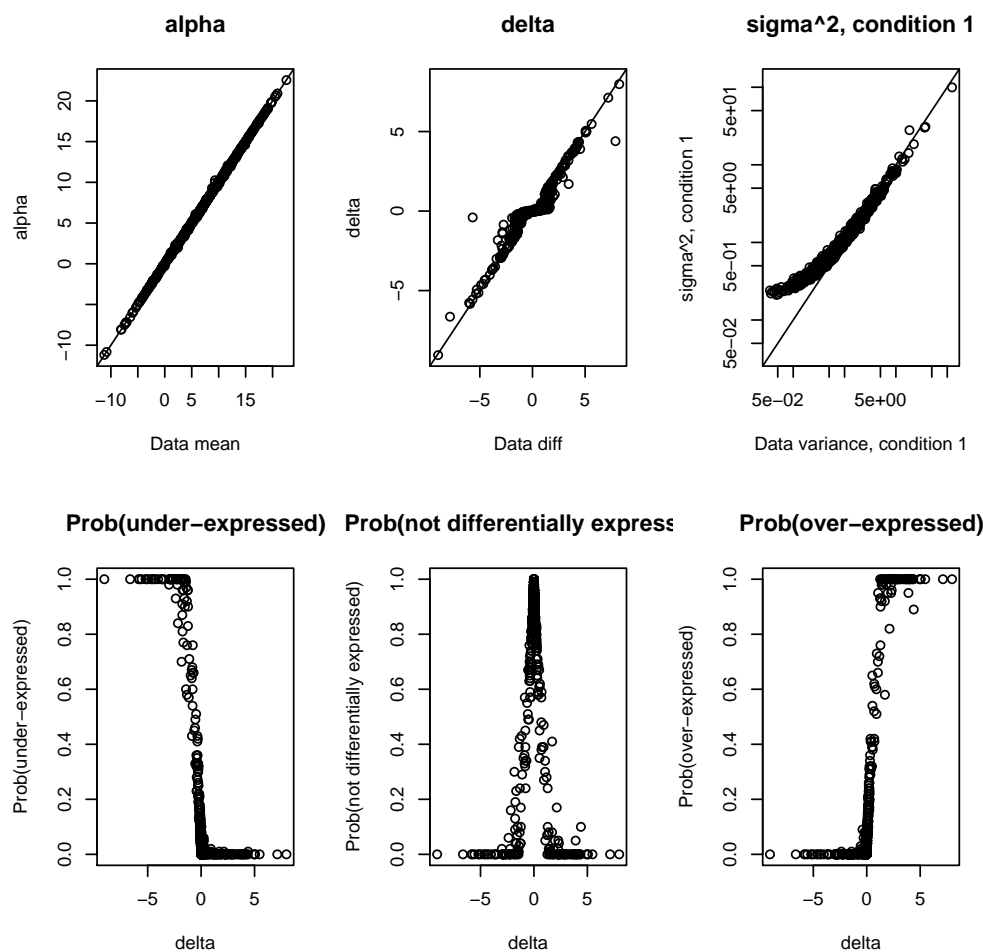 alpha
delta
sigma^2, condition 1
alpha
−10
0
5
10
15
20
−10
0
5
15
Data mean
delta
−5
0
5
−5
0
5
Data diff
sigma^2, condition 1
5e−02
5e−01
5e+00
5e+01
5e−02
5e+00
Data variance, condition 1
Prob(under−expressed)
Prob(not differentially express
Prob(over−expressed)
Prob(under−expressed)
0.0
0.2
0.4
0.6
0.8
1.0
−5
0
5
delta
Prob(not differentially expressed)
0.0
0.2
0.4
0.6
0.8
1.0
−5
0
5
delta
Prob(over−expressed)
0.0
0.2
0.4
0.6
0.8
1.0
−5
0
5
delta